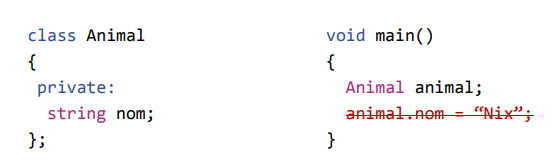 class Animal
{
private:
string nom;
};
void main()
{
Animal animal;
animal.nom = “Nix”;
}